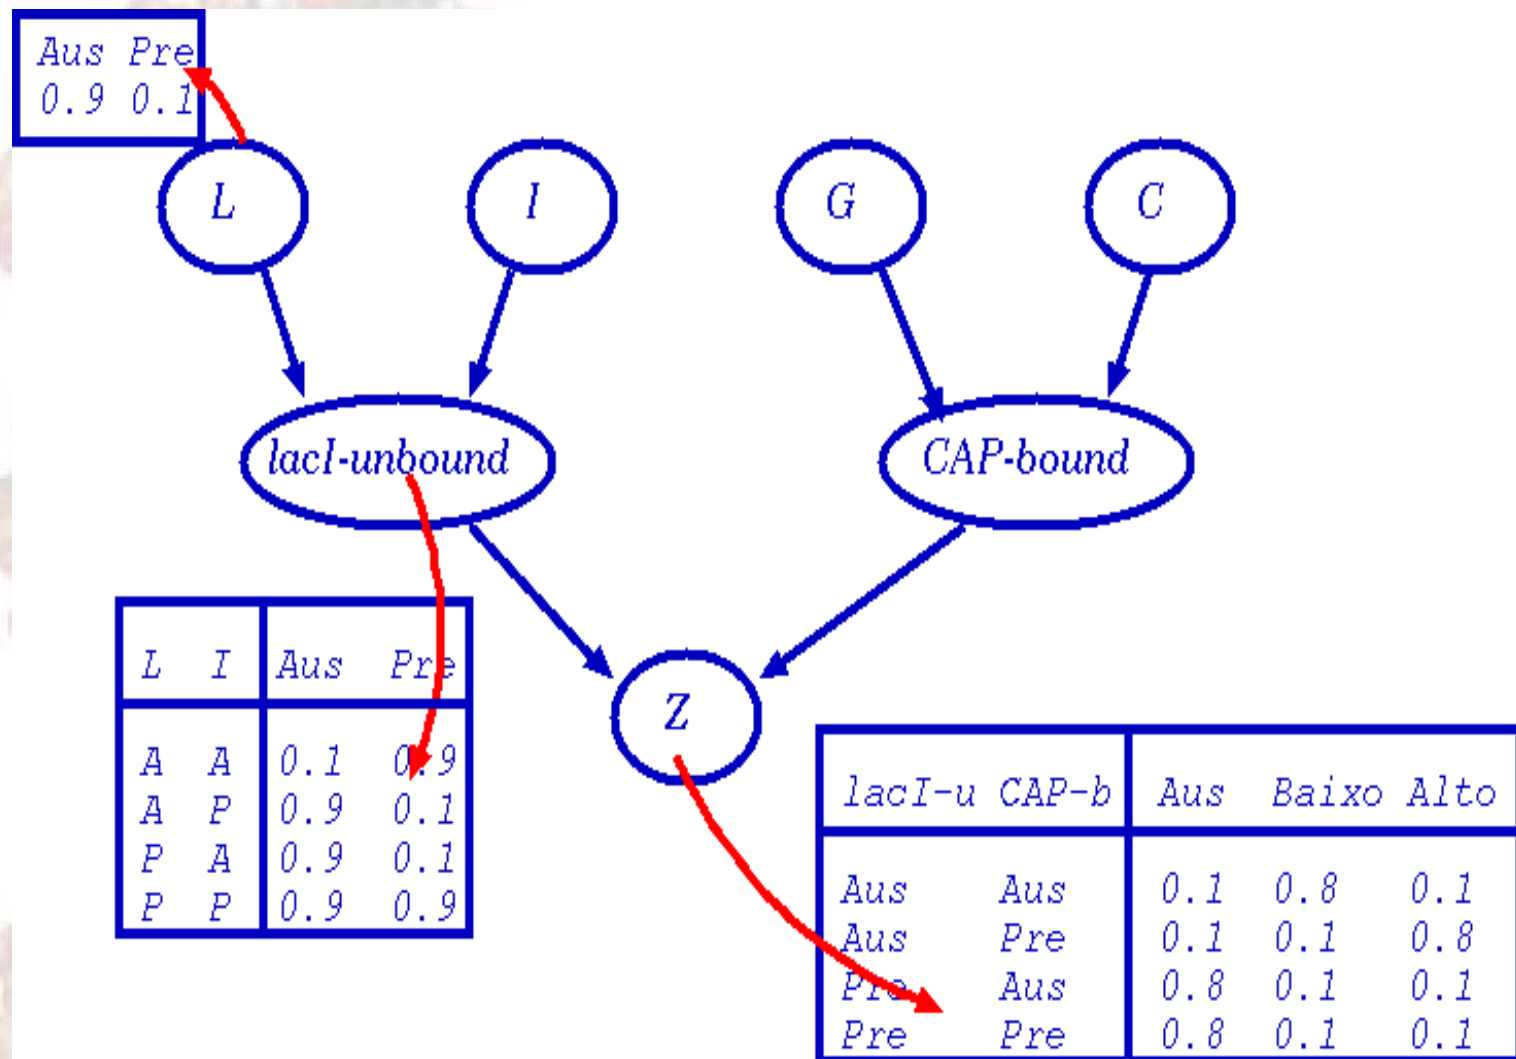 Aus Pre
0.9 0.1
L I G C
lacI-unbound CAP-bound
Z
L I Aus Pre
A A 0.1 0.9
A P 0.9 0.1
P A 0.9 0.1
P P 0.9 0.9
lacI-u CAP-b Aus Baixo Alto
Aus Aus 0.1 0.8 0.1
Aus Pre 0.1 0.1 0.8
Pre Aus 0.8 0.1 0.1
Pre Pre 0.8 0.1 0.1